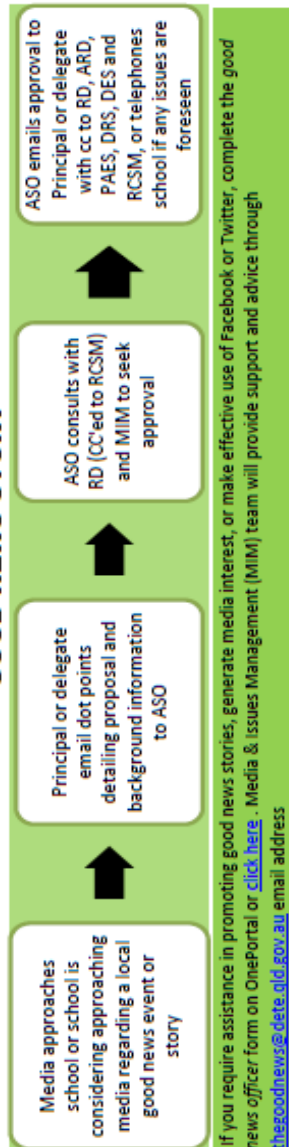 Media approaches
school or school is
considering approaching
media regarding a local
good news event or
story
Principal or delegate
email dot points
detailing proposal and
background information
to ASO
ASO consults with
RD (CC'ed to RCSM)
and MIM to seek
approval
ASO emails approval to
Principal or delegate
with cc to RD, ARD,
PAES, DRS, DES and
RCSM, or telephones
school if any issues are
foreseen
If you require assistance in promoting good news stories, generate media interest, or make effective use of Facebook or Twitter, complete the good
news officer form on OnePortal or click here . Media & Issues Management (MIM) team will provide support and advice through
thegoodnews@dete.qld.gov.au email address